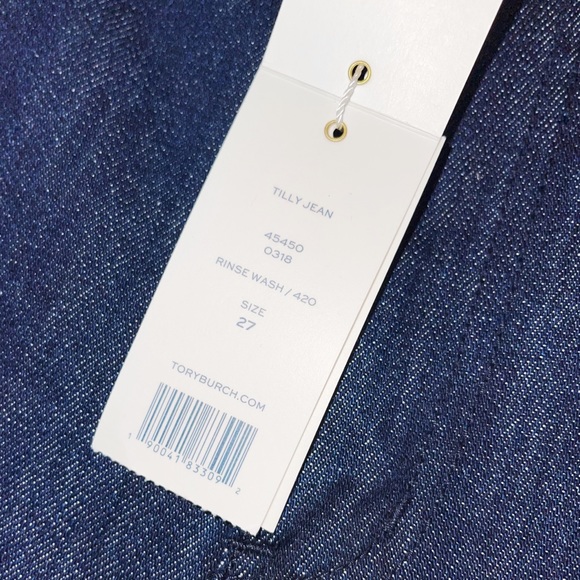 TILLY JEAN
45450
0318
RINSE WASH / 420
SIZE
27
TORYBURCH.COM
1 90041 83309 2